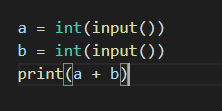 a = int(input())
b = int(input())
print(a + b)